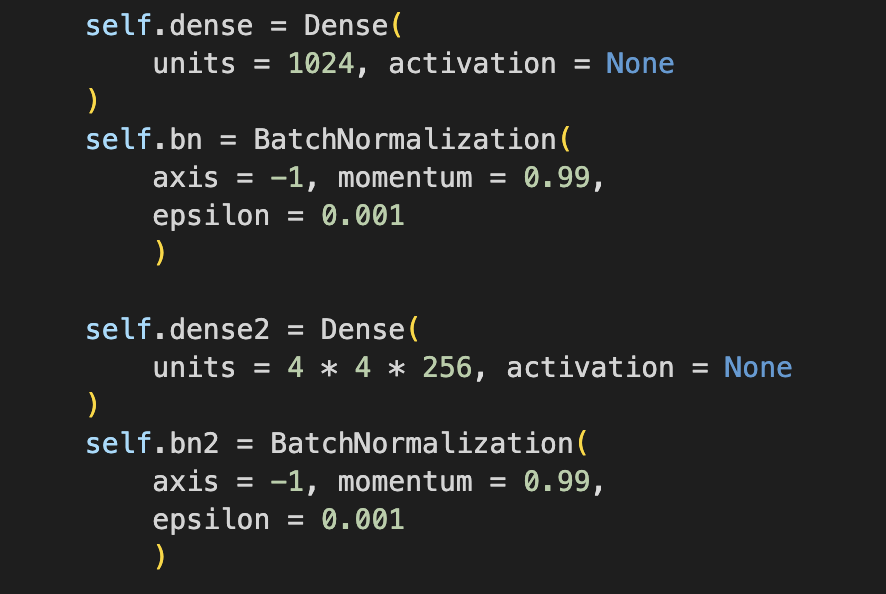 self.dense = Dense(
    units = 1024, activation = None
)
self.bn = BatchNormalization(
    axis = -1, momentum = 0.99,
    epsilon = 0.001
    )
self.dense2 = Dense(
    units = 4 * 4 * 256, activation = None
)
self.bn2 = BatchNormalization(
    axis = -1, momentum = 0.99,
    epsilon = 0.001
    )